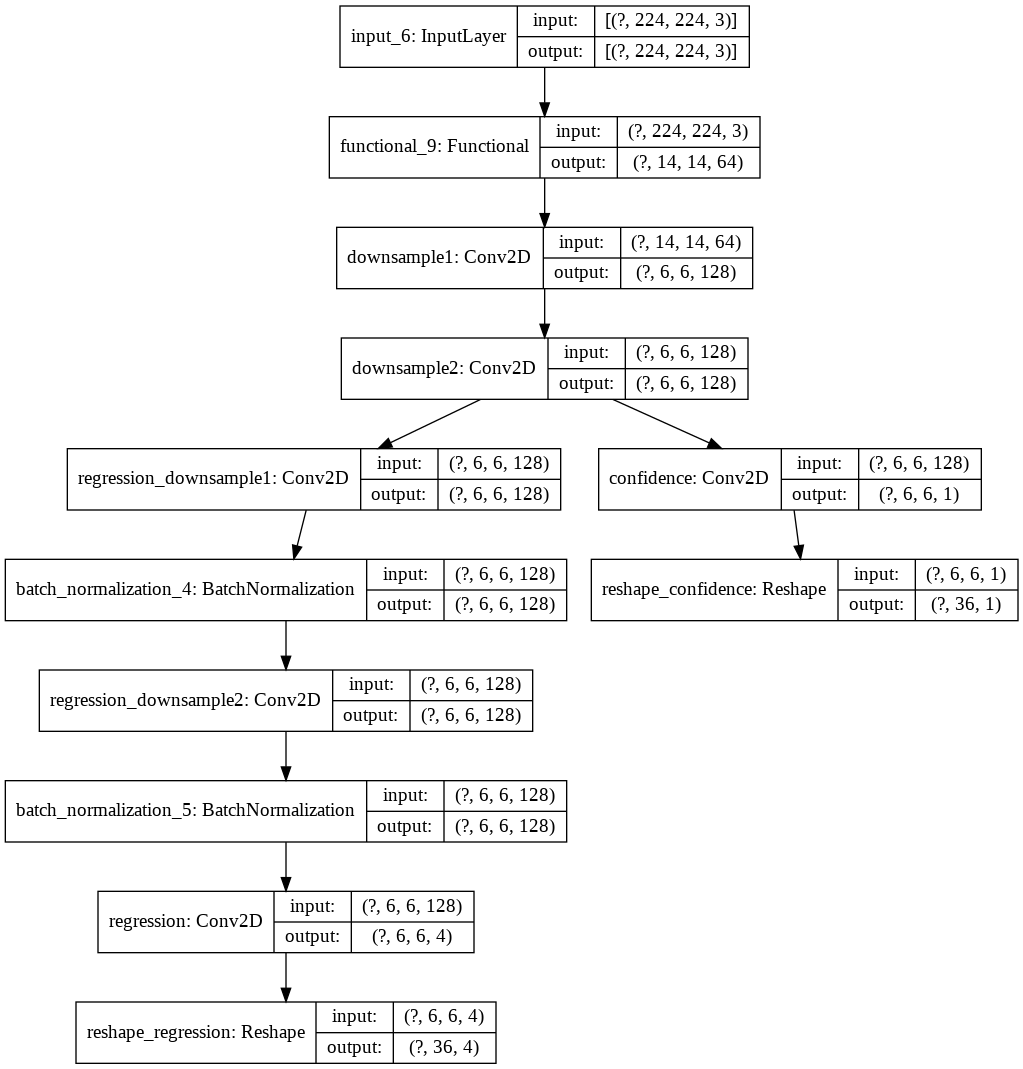 input_6: InputLayer
input: [(?, 224, 224, 3)]
output: [(?, 224, 224, 3)]
functional_9: Functional
input: (?, 224, 224, 3)
output: (?, 14, 14, 64)
downsample1: Conv2D
input: (?, 14, 14, 64)
output: (?, 6, 6, 128)
downsample2: Conv2D
input: (?, 6, 6, 128)
output: (?, 6, 6, 128)
regression_downsample1: Conv2D
input: (?, 6, 6, 128)
output: (?, 6, 6, 128)
confidence: Conv2D
input: (?, 6, 6, 128)
output: (?, 6, 6, 1)
batch_normalization_4: BatchNormalization
input: (?, 6, 6, 128)
output: (?, 6, 6, 128)
reshape_confidence: Reshape
input: (?, 6, 6, 1)
output: (?, 36, 1)
regression_downsample2: Conv2D
input: (?, 6, 6, 128)
output: (?, 6, 6, 128)
batch_normalization_5: BatchNormalization
input: (?, 6, 6, 128)
output: (?, 6, 6, 128)
regression: Conv2D
input: (?, 6, 6, 128)
output: (?, 6, 6, 4)
reshape_regression: Reshape
input: (?, 6, 6, 4)
output: (?, 36, 4)